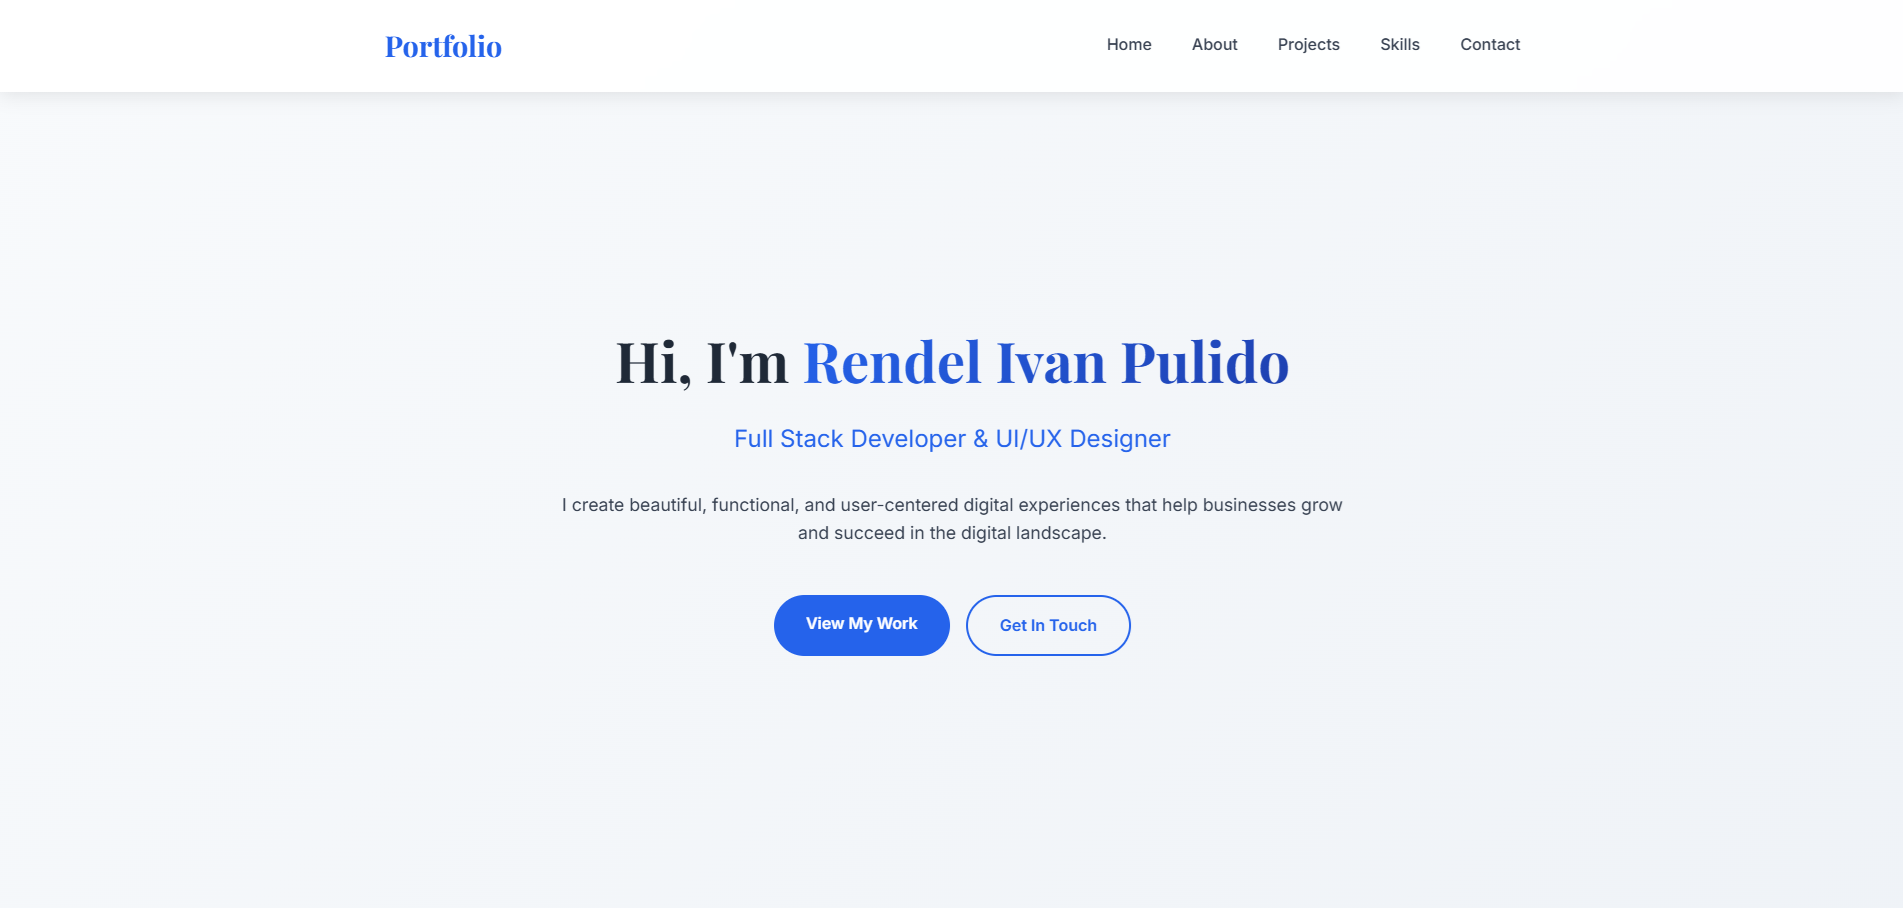 Portfolio
Home About Projects Skills Contact
Hi, I'm Rendel Ivan Pulido
Full Stack Developer & UI/UX Designer
I create beautiful, functional, and user-centered digital experiences that help businesses grow
and succeed in the digital landscape.
View My Work
Get In Touch